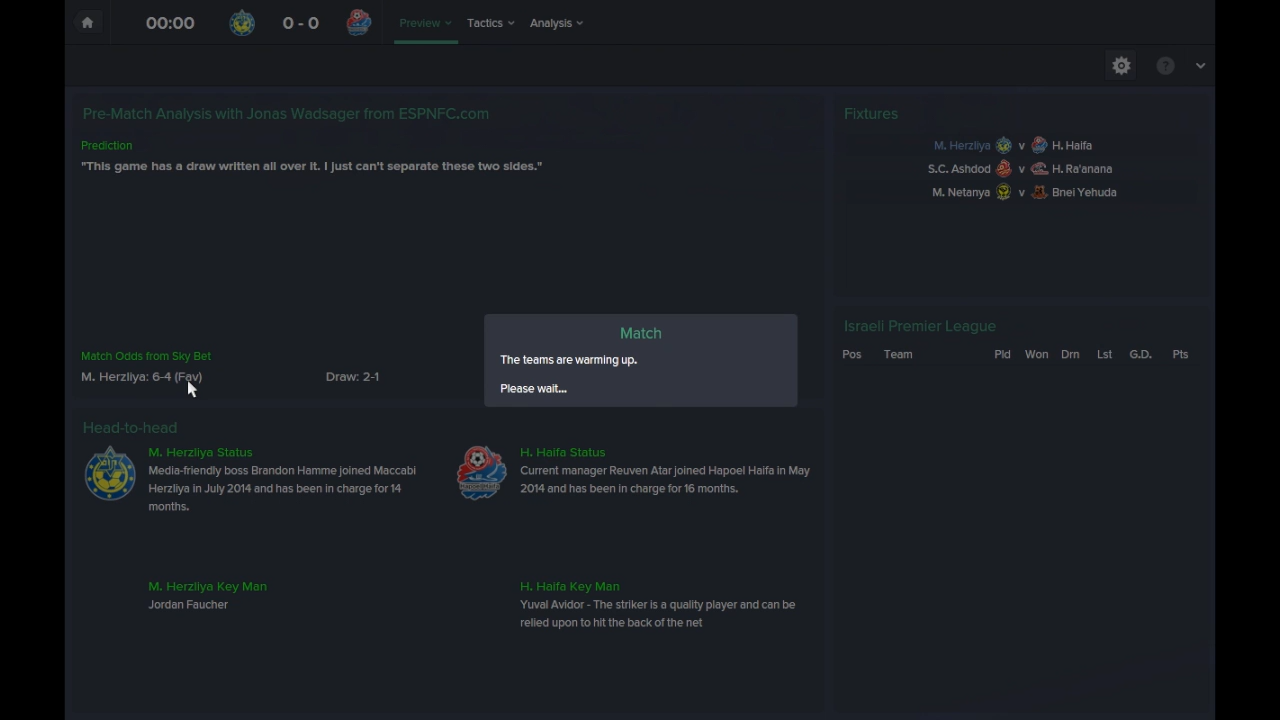 00:00 0 - 0 Preview Tactics Analysis
?
Pre-Match Analysis with Jonas Wadsager from ESPNFC.com
Prediction
"This game has a draw written all over it. I just can't separate these two sides."
Fixtures
M. Herzliya v H. Haifa
S.C. Ashdod v H. Ra'anana
M. Netanya v Bnei Yehuda
Match
The teams are warming up.
Please wait...
Match Odds from Sky Bet
M. Herzliya: 6-4 (Fav) Draw: 2-1
Israeli Premier League
Pos Team Pld Won Drn Lst G.D. Pts
Head-to-head
M. Herzliya Status
Media-friendly boss Brandon Hamme joined Maccabi
Herzliya in July 2014 and has been in charge for 14
months.
H. Haifa Status
Current manager Reuven Atar joined Hapoel Haifa in May
2014 and has been in charge for 16 months.
M. Herzliya Key Man
Jordan Faucher
H. Haifa Key Man
Yuval Avidor - The striker is a quality player and can be
relied upon to hit the back of the net